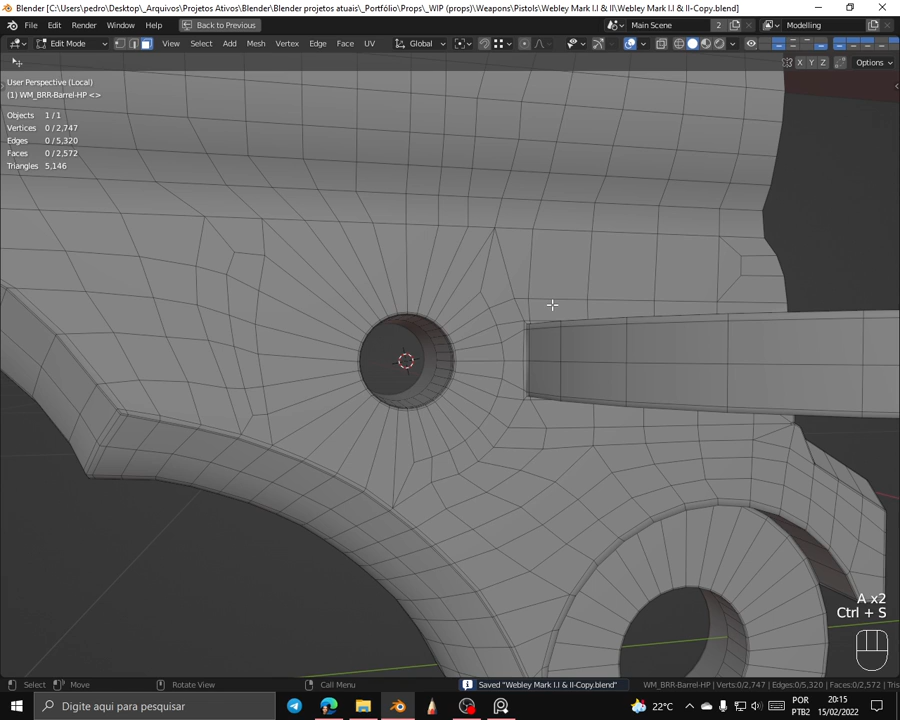 Blender [C:\Users\pedro\Desktop\_Arquivos\Projetos Ativos\Blender\Blender projetos atuais\_Portfólio\Props\_WIP (props)\Weapons\Pistols\Webley Mark I.I & II\Webley Mark I.I & II-Copy.blend]
File Edit Render Window Help Back to Previous Main Scene 2 Modelling
Edit Mode View Select Add Mesh Vertex Edge Face UV Global
X Y Z Options
User Perspective (Local)
(1) WM_BRR-Barrel-HP <>
Objects 1/1
Vertices 0/2,747
Edges 0/5,320
Faces 0/2,572
Triangles 5,146
A x2
Ctrl + S
Select Move Rotate View Call Menu Saved "Webley Mark I.I & II-Copy.blend" WM_BRR-Barrel-HP | Verts:0/2,747 | Edges:0/5,320 | Faces:0/2,572 | Tris
Digite aqui para pesquisar 22°C POR 20:15
PTB2 15/02/2022